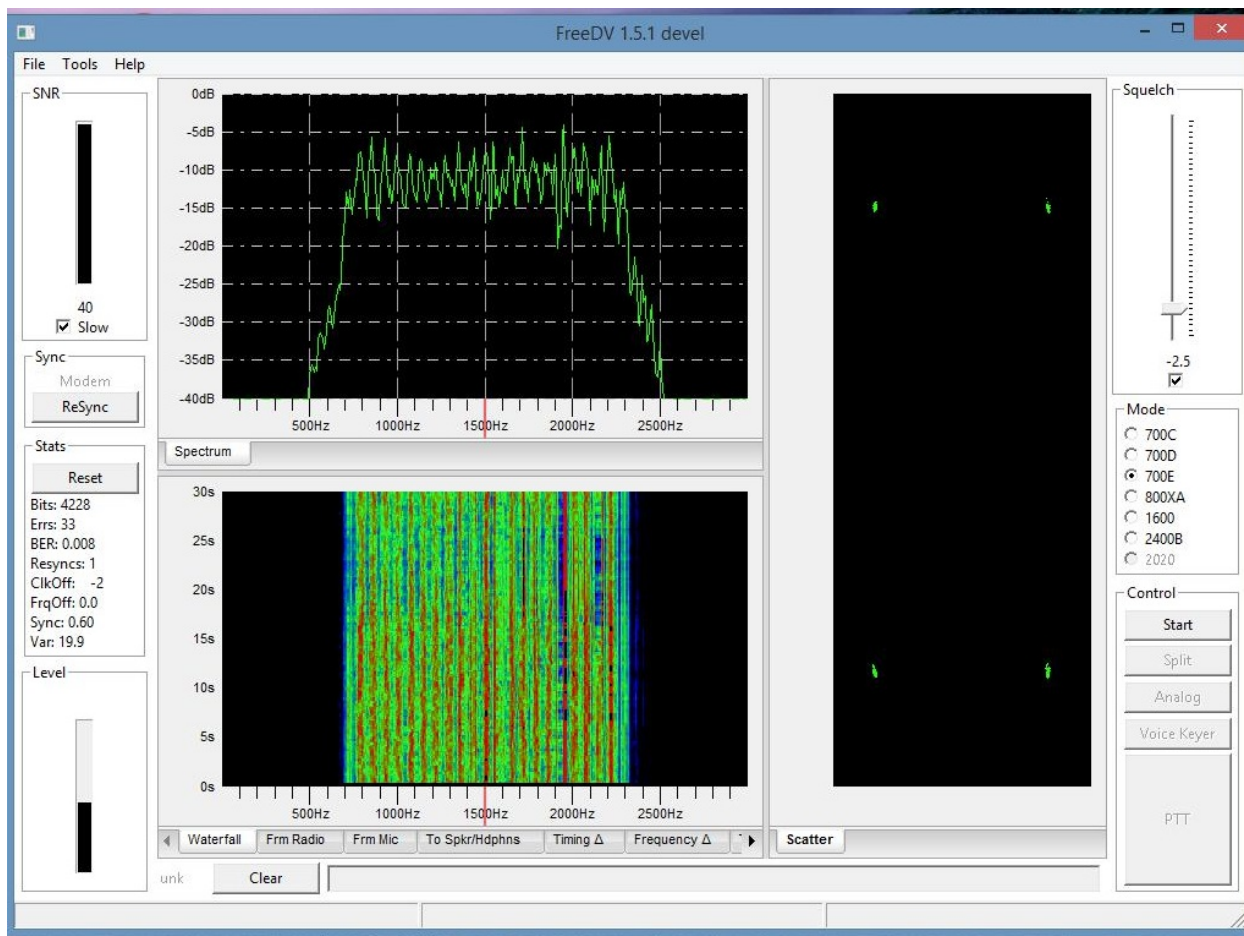 FreeDV 1.5.1 devel
File Tools Help
SNR
40
Slow
Sync
Modem
ReSync
Stats
Reset
Bits: 4228
Errs: 33
BER: 0.008
Resyncs: 1
ClkOff: -2
FrqOff: 0.0
Sync: 0.60
Var: 19.9
Level
0dB
-5dB
-10dB
-15dB
-20dB
-25dB
-30dB
-35dB
-40dB
500Hz 1000Hz 1500Hz 2000Hz 2500Hz
Spectrum
30s
25s
20s
15s
10s
5s
0s
500Hz 1000Hz 1500Hz 2000Hz 2500Hz
Waterfall Frm Radio Frm Mic To Spkr/Hdphns Timing Δ Frequency Δ
Scatter
unk Clear
Squelch
-2.5
Mode
700C
700D
700E
800XA
1600
2400B
2020
Control
Start
Split
Analog
Voice Keyer
PTT